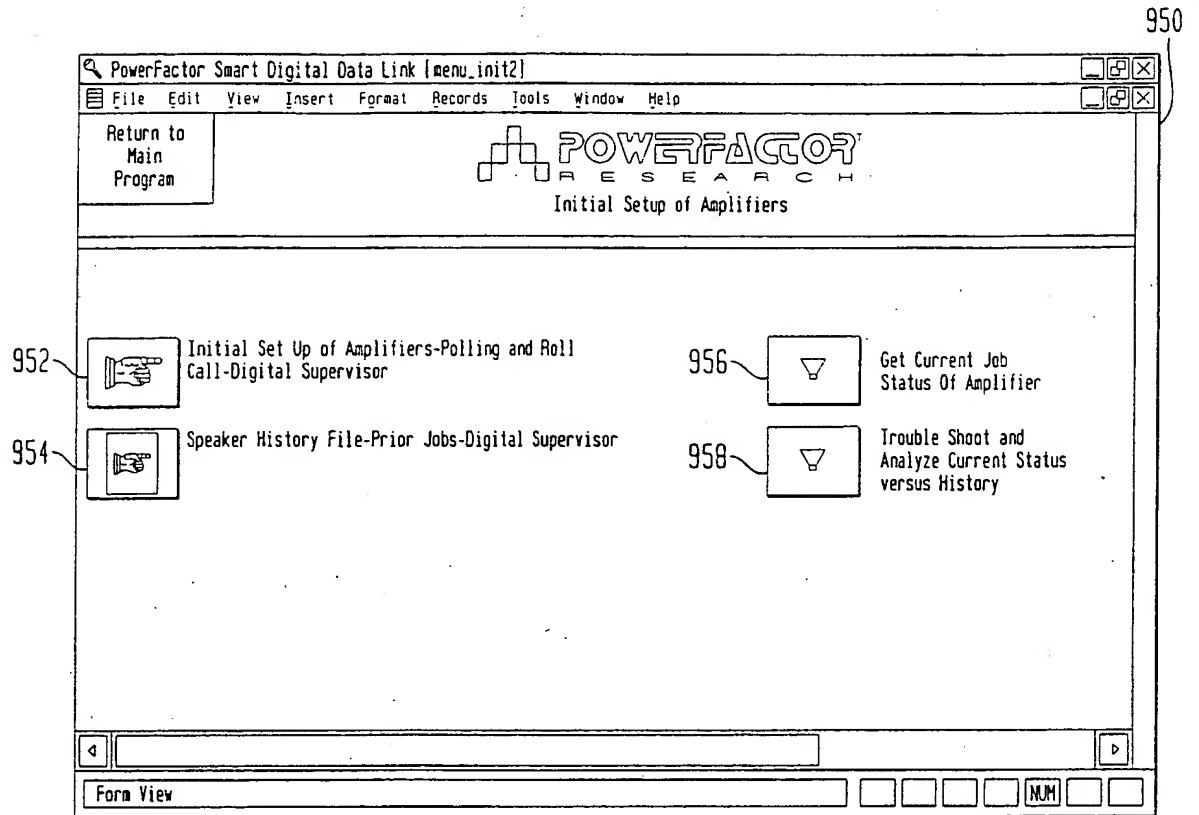 950
PowerFactor Smart Digital Data Link [menu_init2]
File Edit View Insert Format Records Tools Window Help
Return to
Main
Program
POWERFACTOR
RESEARCH
Initial Setup of Amplifiers
952
Initial Set Up of Amplifiers-Polling and Roll
Call-Digital Supervisor
956
Get Current Job
Status Of Amplifier
954
Speaker History File-Prior Jobs-Digital Supervisor
958
Trouble Shoot and
Analyze Current Status
versus History
Form View
NUM